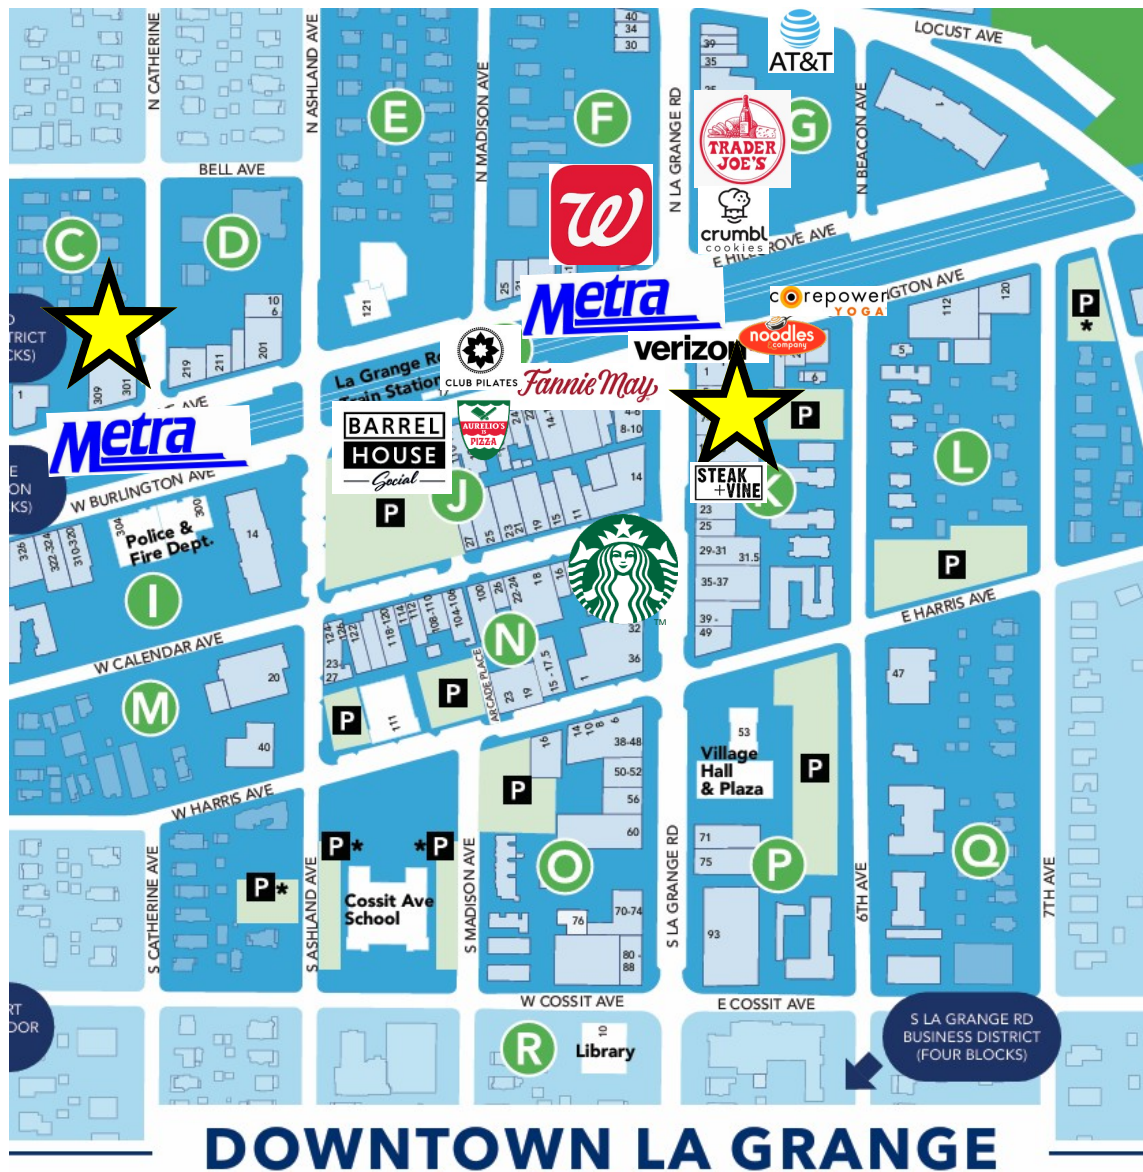 N CATHERINE
N ASHLAND AVE
N MADISON AVE
N LA GRANGE RD
N BEACON AVE
LOCUST AVE
40
34
30
39
35
AT&T
E
F
G
TRADER
JOE'S
1
BELL AVE
C
D
crumbl
cookies
E HILLGROVE AVE
121
25
10
6
Metra
corepower
YOGA
112
120
P
*
TRICT
CKS)
219
211
201
309
301
1
La Grange
Train Station
CLUB PILATES
Fannie May
verizon
noodles
& company
1
6
5
Metra
BARREL
HOUSE
Social
AURELIO'S
IS
PIZZA
8-10
P
L
STEAK
+VINE
K
W BURLINGTON AVE
P
J
14
23
25
326
322-324
310-320
304
300
Police &
Fire Dept.
14
27
25
23
21
19
15
11
29-31
31.5
35-37
39 -
49
P
I
E HARRIS AVE
W CALENDAR AVE
124
126
122
118-120
114
112
108-110
104-106
100
26
22-24
18
16
TM
32
36
N
23-
27
ARCADE PLACE
23
19
15 - 17.5
1
M
20
40
P
111
P
47
53
Village
Hall
& Plaza
P
16
14
10
8
6
38-48
50-52
56
60
P
W HARRIS AVE
71
75
P *
* P
P *
Cossit Ave
School
O
P
Q
76
70-74
80 -
88
93
S CATHERINE AVE
S ASHLAND AVE
S MADISON AVE
S LA GRANGE RD
6TH AVE
7TH AVE
W COSSIT AVE
E COSSIT AVE
R
10
Library
S LA GRANGE RD
BUSINESS DISTRICT
(FOUR BLOCKS)
DOWNTOWN LA GRANGE